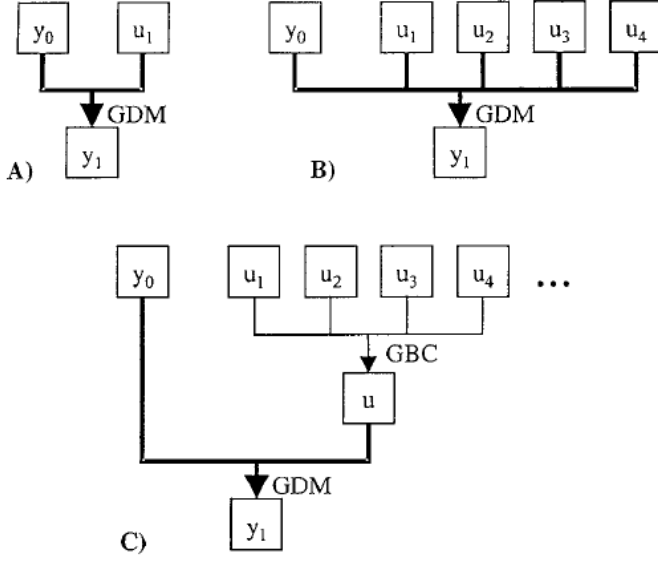 y₀ u₁
GDM
y₁
A)
y₀ u₁ u₂ u₃ u₄
GDM
y₁
B)
y₀ u₁ u₂ u₃ u₄ ...
GBC
u
GDM
y₁
C)